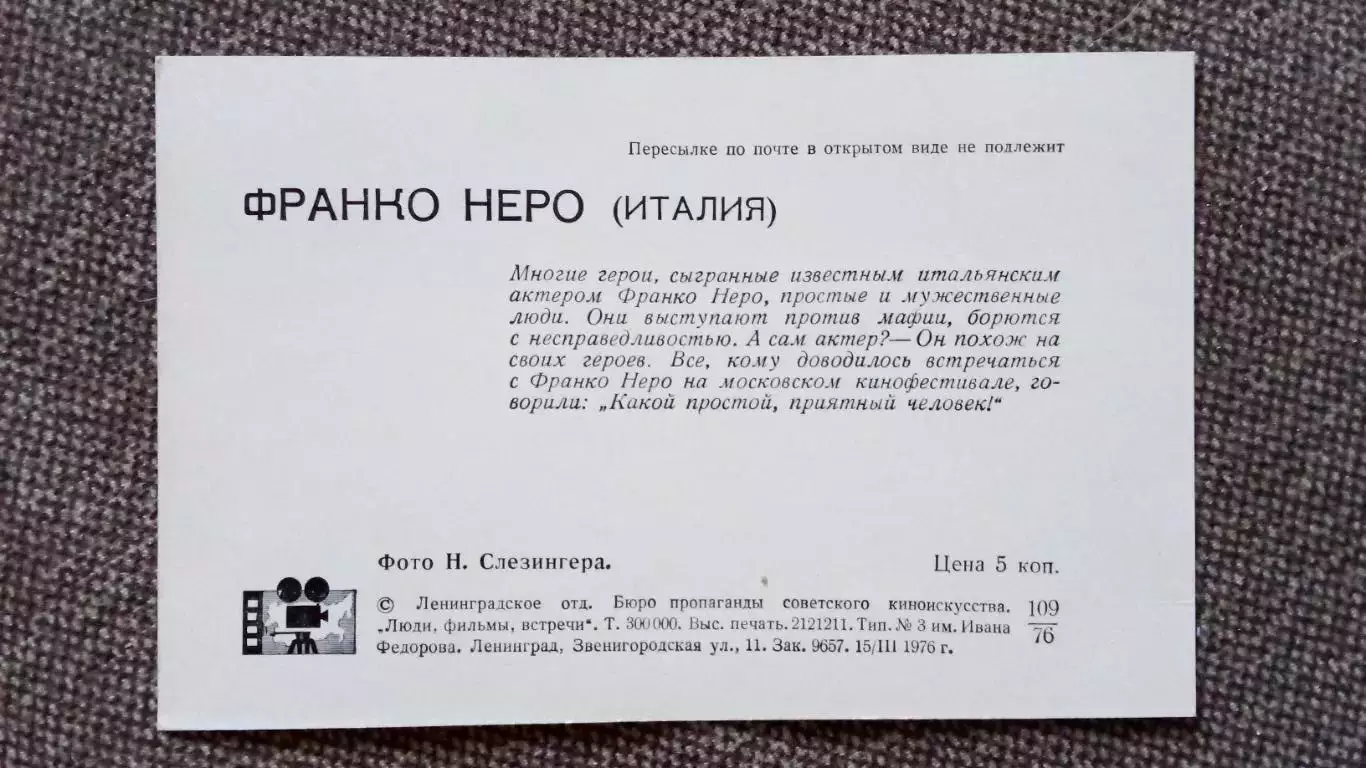 Пересылке по почте в открытом виде не подлежит
ФРАНКО НЕРО (ИТАЛИЯ)
Многие герои, сыгранные известным итальянским
актером Франко Неро, простые и мужественные
люди. Они выступают против мафии, борются
с несправедливостью. А сам актер?— Он похож на
своих героев. Все, кому доводилось встречаться
с Франко Неро на московском кинофестивале, го-
ворили: „Какой простой, приятный человек!“
Фото Н. Слезингера.
Цена 5 коп.
© Ленинградское отд. Бюро пропаганды советского киноискусства.
„Люди, фильмы, встречи“. Т. 300 000. Выс. печать. 2121211. Тип. № 3 им. Ивана
Федорова. Ленинград, Звенигородская ул., 11. Зак. 9657. 15/III 1976 г.
109
76